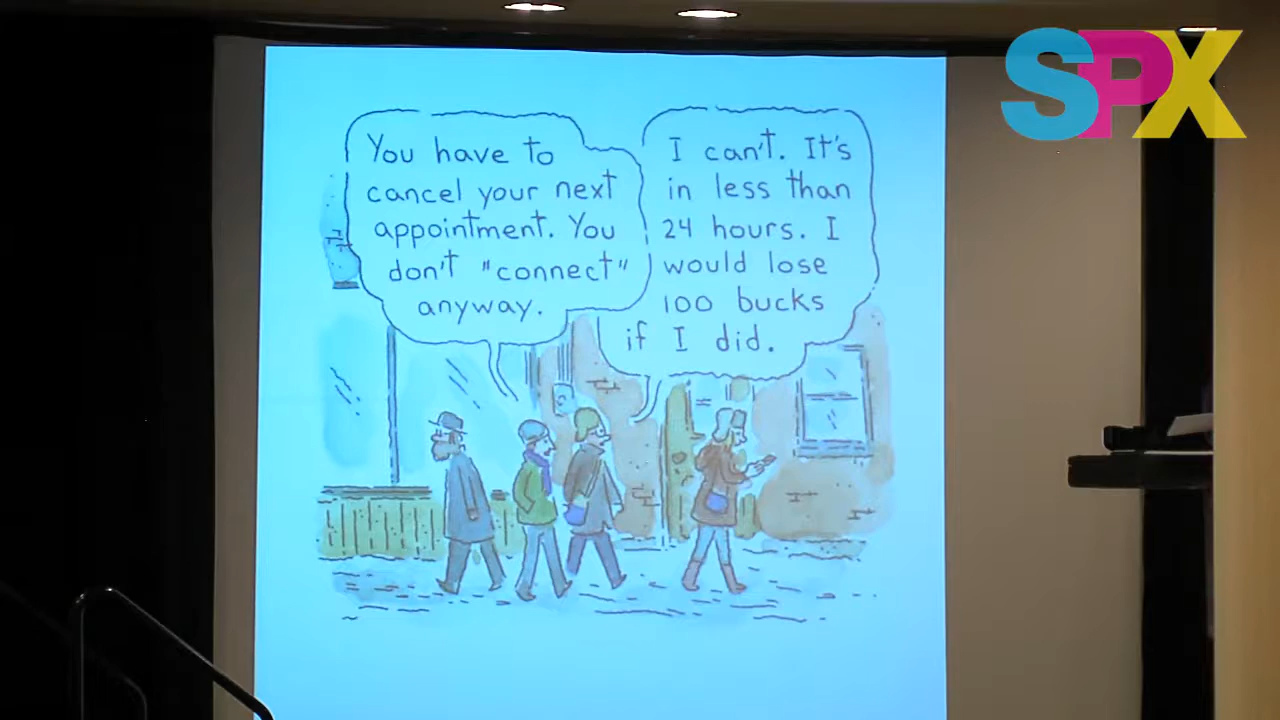 SPX
You have to
cancel your next
appointment. You
don't "connect"
anyway.
I can't. It's
in less than
24 hours. I
would lose
100 bucks
if I did.